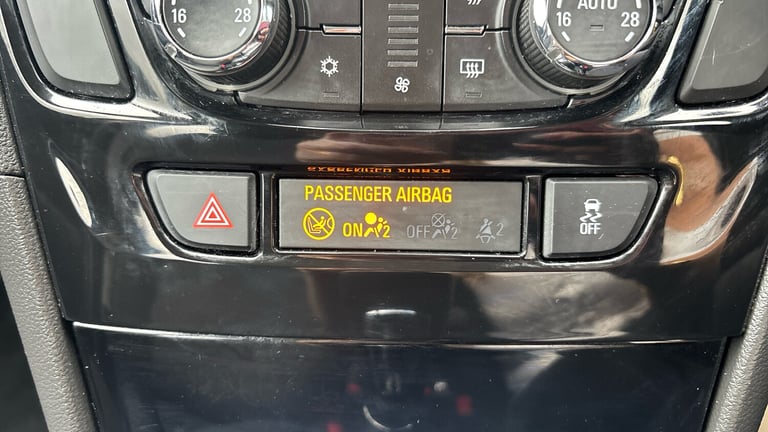 16 28
AUTO
16 28
PASSENGER AIRBAG
ON 2 OFF 2 2
OFF